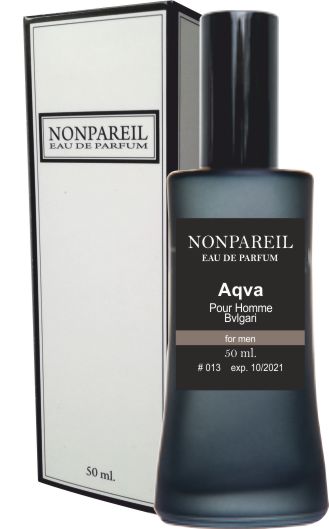 NONPAREIL
EAU DE PARFUM
50 ml.
NONPAREIL
EAU DE PARFUM
Aqva
Pour Homme
Bvlgari
for men
50 ml.
# 013 exp. 10/2021